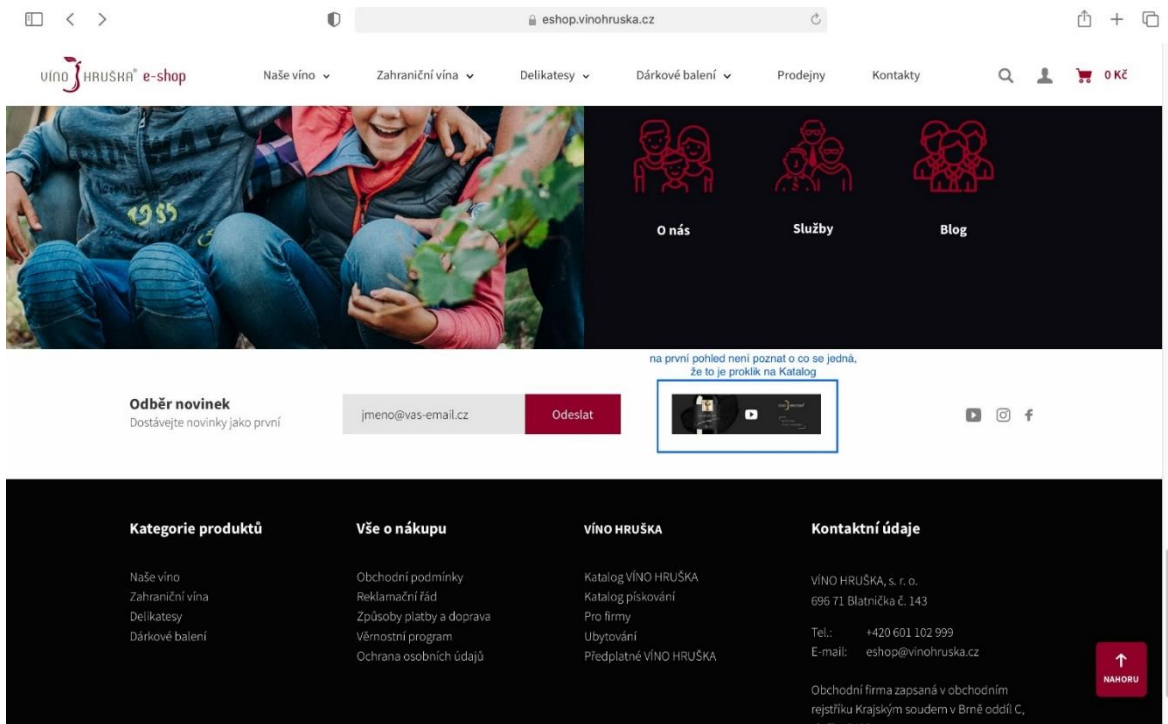 eshop.vinohruska.cz
VÍNO HRUŠKA® e-shop
Naše víno
Zahraniční vína
Delikatesy
Dárkové balení
Prodejny
Kontakty
0 Kč
RUNWAY
1985
O nás
Služby
Blog
na první pohled není poznat o co se jedná,
že to je proklik na Katalog
Odběr novinek
Dostávejte novinky jako první
jmeno@vas-email.cz
Odeslat
Kategorie produktů
Naše víno
Zahraniční vína
Delikatesy
Dárkové balení
Vše o nákupu
Obchodní podmínky
Reklamační řád
Způsoby platby a doprava
Věrnostní program
Ochrana osobních údajů
VÍNO HRUŠKA
Katalog VÍNO HRUŠKA
Katalog pískování
Pro firmy
Ubytování
Předplatné VÍNO HRUŠKA
Kontaktní údaje
VÍNO HRUŠKA, s. r. o.
696 71 Blatnička č. 143
Tel.: +420 601 102 999
E-mail: eshop@vinohruska.cz
Obchodní firma zapsaná v obchodním
rejstříku Krajským soudem v Brně oddíl C,
NAHORU